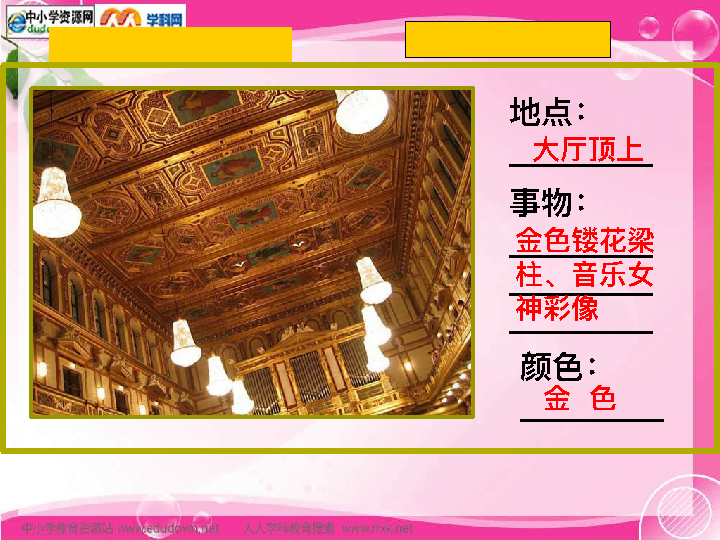 中小学资源网
学科网
地点：
大厅顶上
事物：
金色镂花梁
柱、音乐女
神彩像
颜色：
金 色
中小学教育资源站 www.edudown.net 人人学科教育搜索 www.rrxk.net